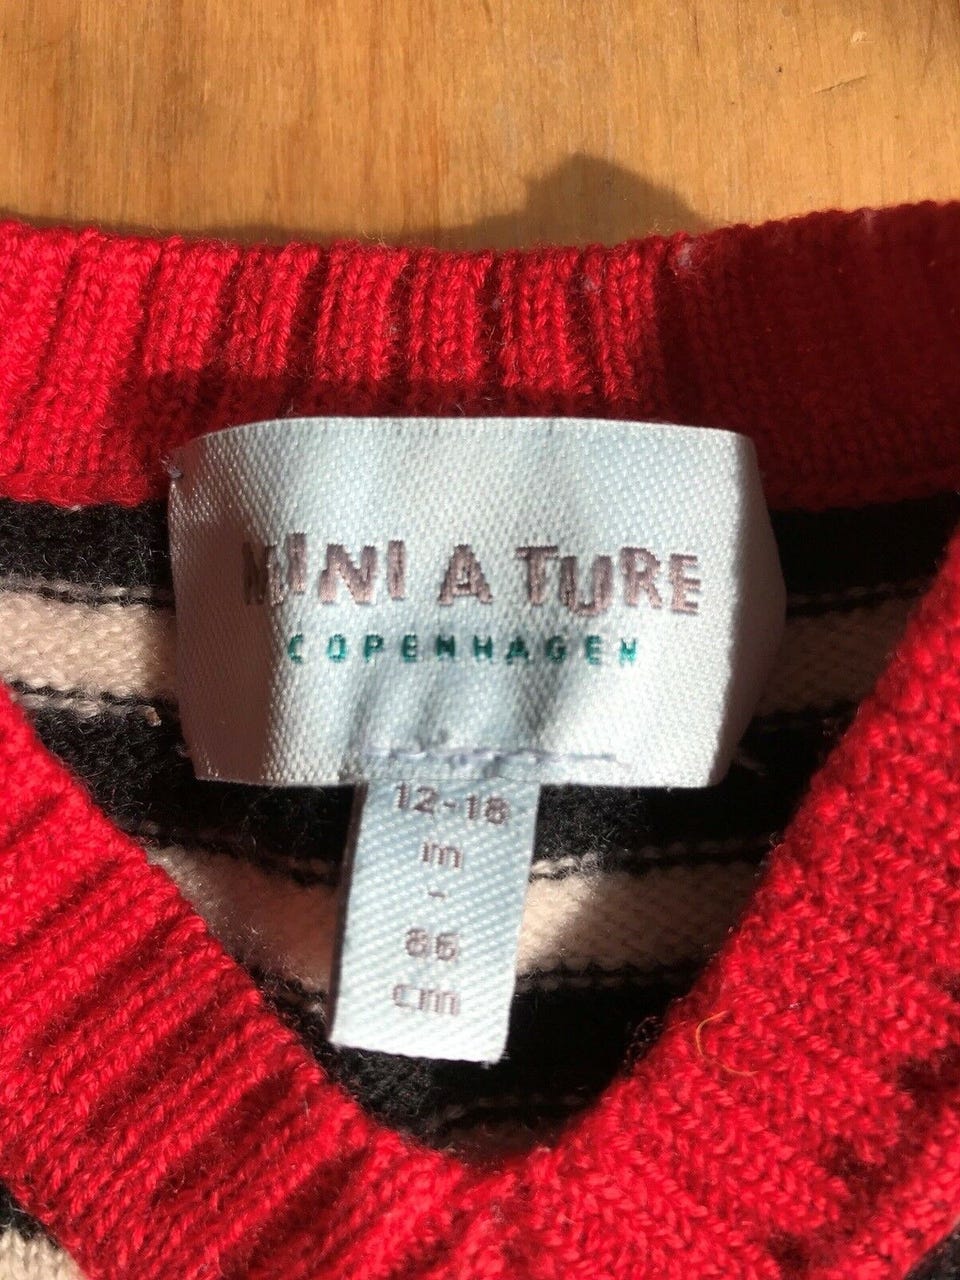 MINI A TURE
COPENHAGEN
12-18
m
-
86
cm